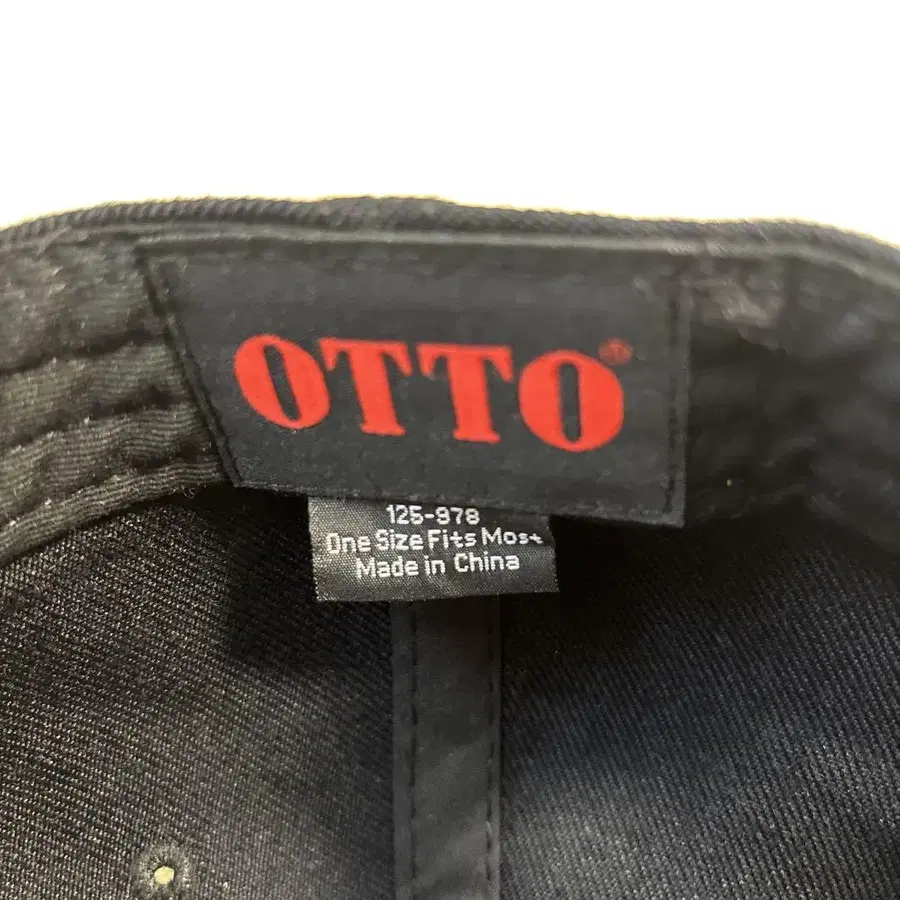 OTTO®
125-978
One Size Fits Most
Made in China